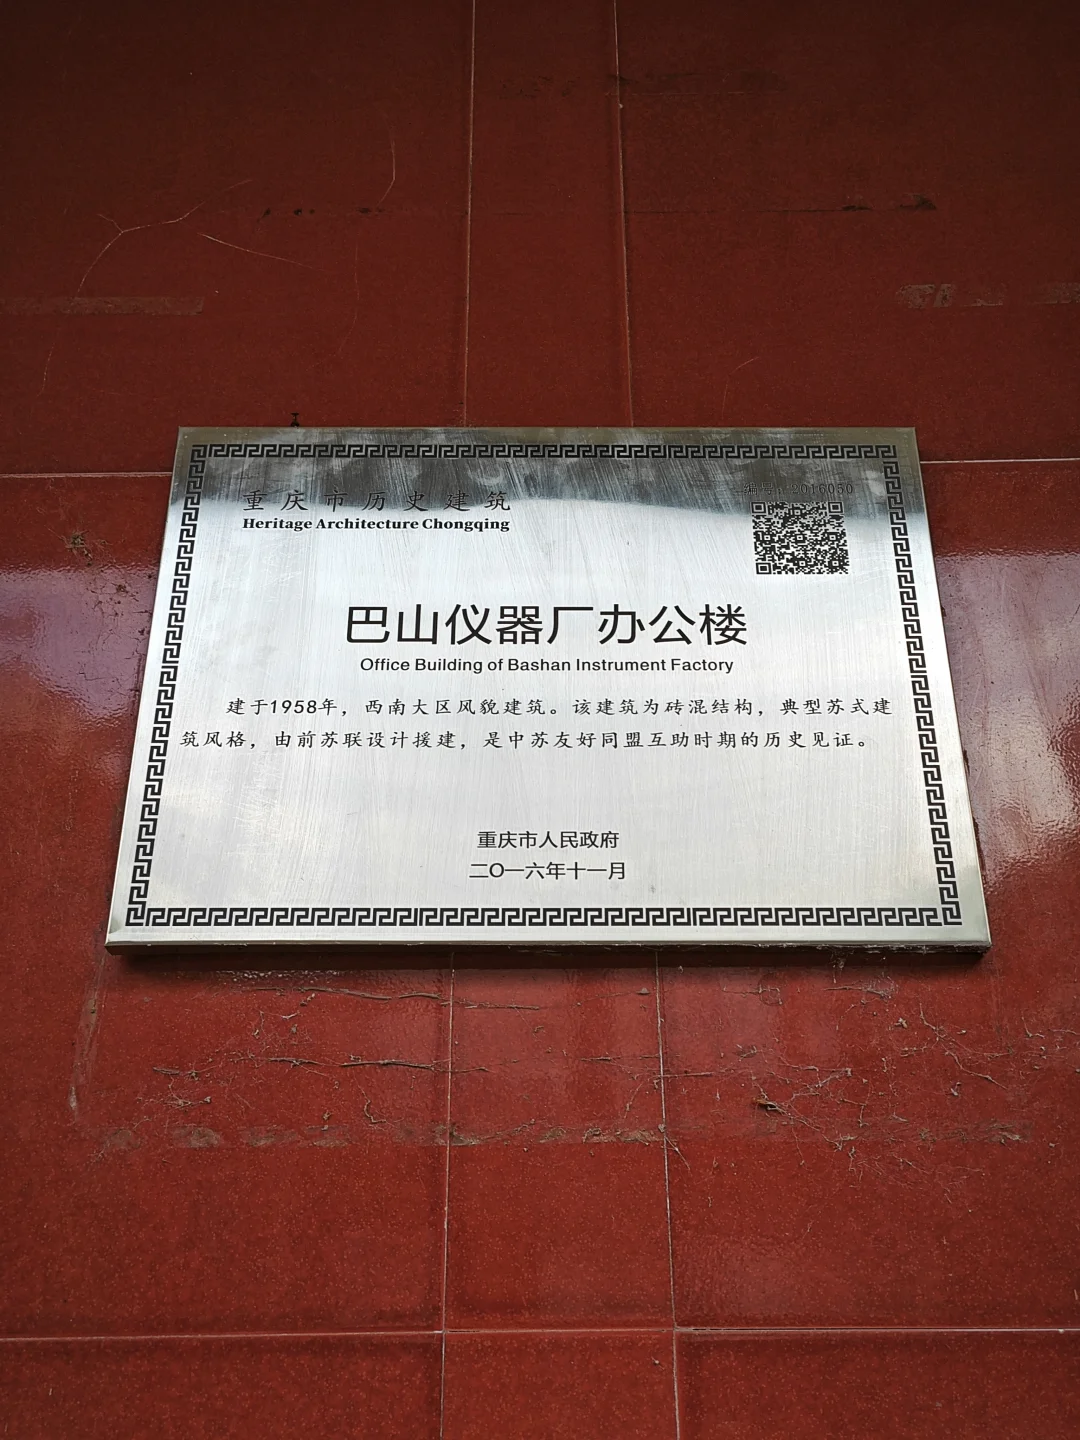 重庆市历史建筑
Heritage Architecture Chongqing
编号：2016050
巴山仪器厂办公楼
Office Building of Bashan Instrument Factory
建于1958年，西南大区风貌建筑。该建筑为砖混结构，典型苏式建
筑风格，由前苏联设计援建，是中苏友好同盟互助时期的历史见证。
重庆市人民政府
二〇一六年十一月